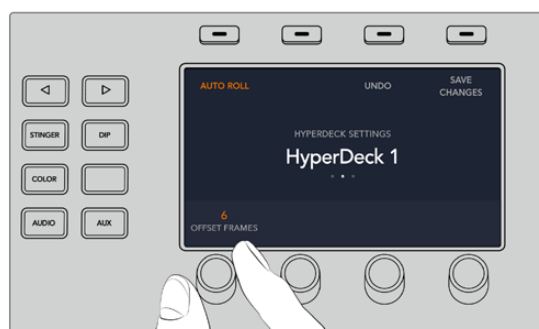 AUTO ROLL
UNDO
SAVE
CHANGES
STINGER
DIP
HYPERDECK SETTINGS
HyperDeck 1
COLOR
AUDIO
AUX
6
OFFSET FRAMES